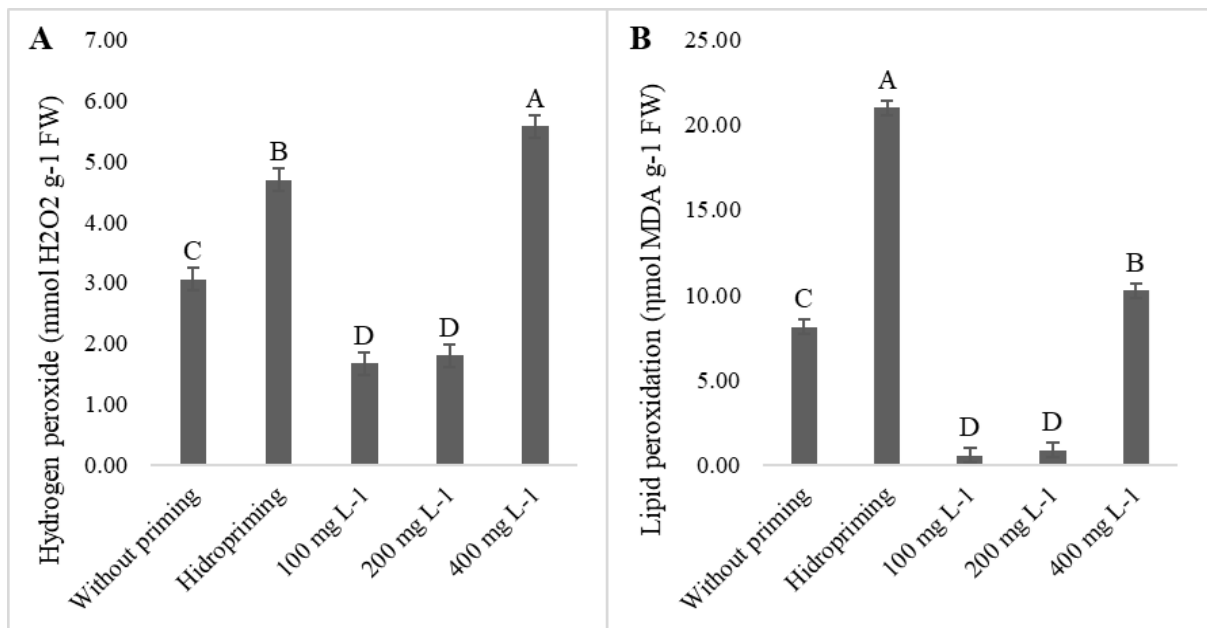 A
Hydrogen peroxide (mmol H2O2 g-1 FW)
7.00
6.00
5.00
4.00
3.00
2.00
1.00
0.00
C
B
D
D
A
Without priming
Hidropriming
100 mg L-1
200 mg L-1
400 mg L-1
B
Lipid peroxidation (ηmol MDA g-1 FW)
25.00
20.00
15.00
10.00
5.00
0.00
C
A
D
D
B
Without priming
Hidropriming
100 mg L-1
200 mg L-1
400 mg L-1